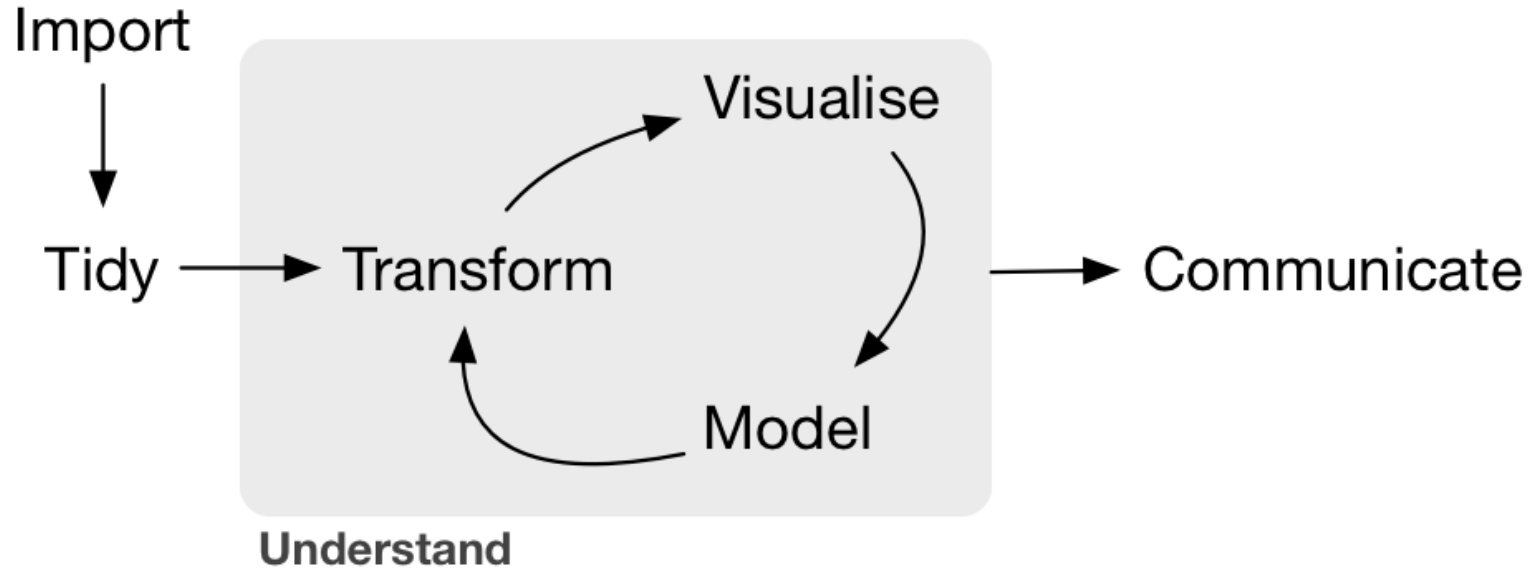 Import
Visualise
Tidy
Transform
Communicate
Model
Understand